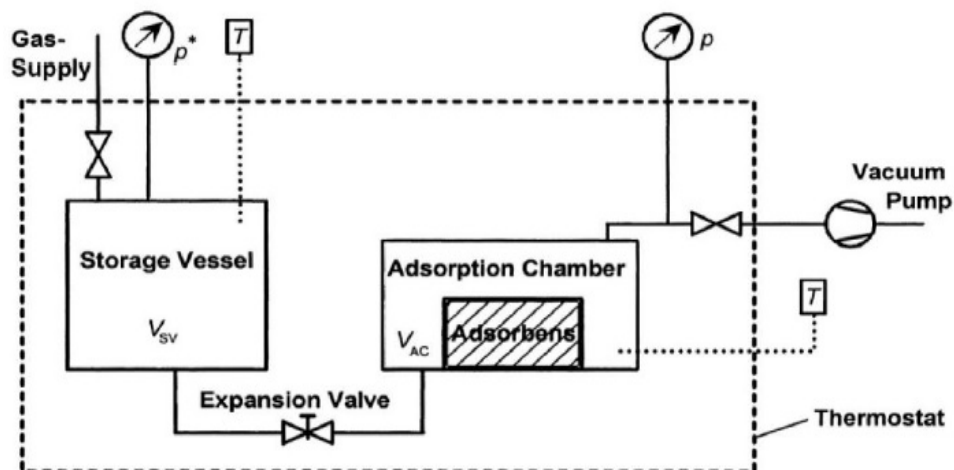 Gas-
Supply
p*
T
p
Vacuum
Pump
Storage Vessel
V_SV
Adsorption Chamber
V_AC
Adsorbens
T
Expansion Valve
Thermostat